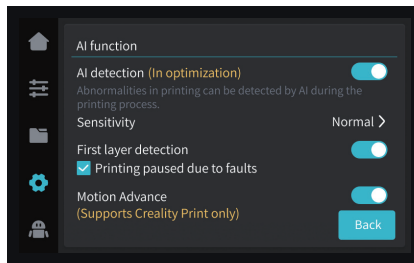 AI function
AI detection (In optimization)
Abnormalities in printing can be detected by AI during the
printing process.
Sensitivity Normal
First layer detection
Printing paused due to faults
Motion Advance
(Supports Creality Print only)
Back